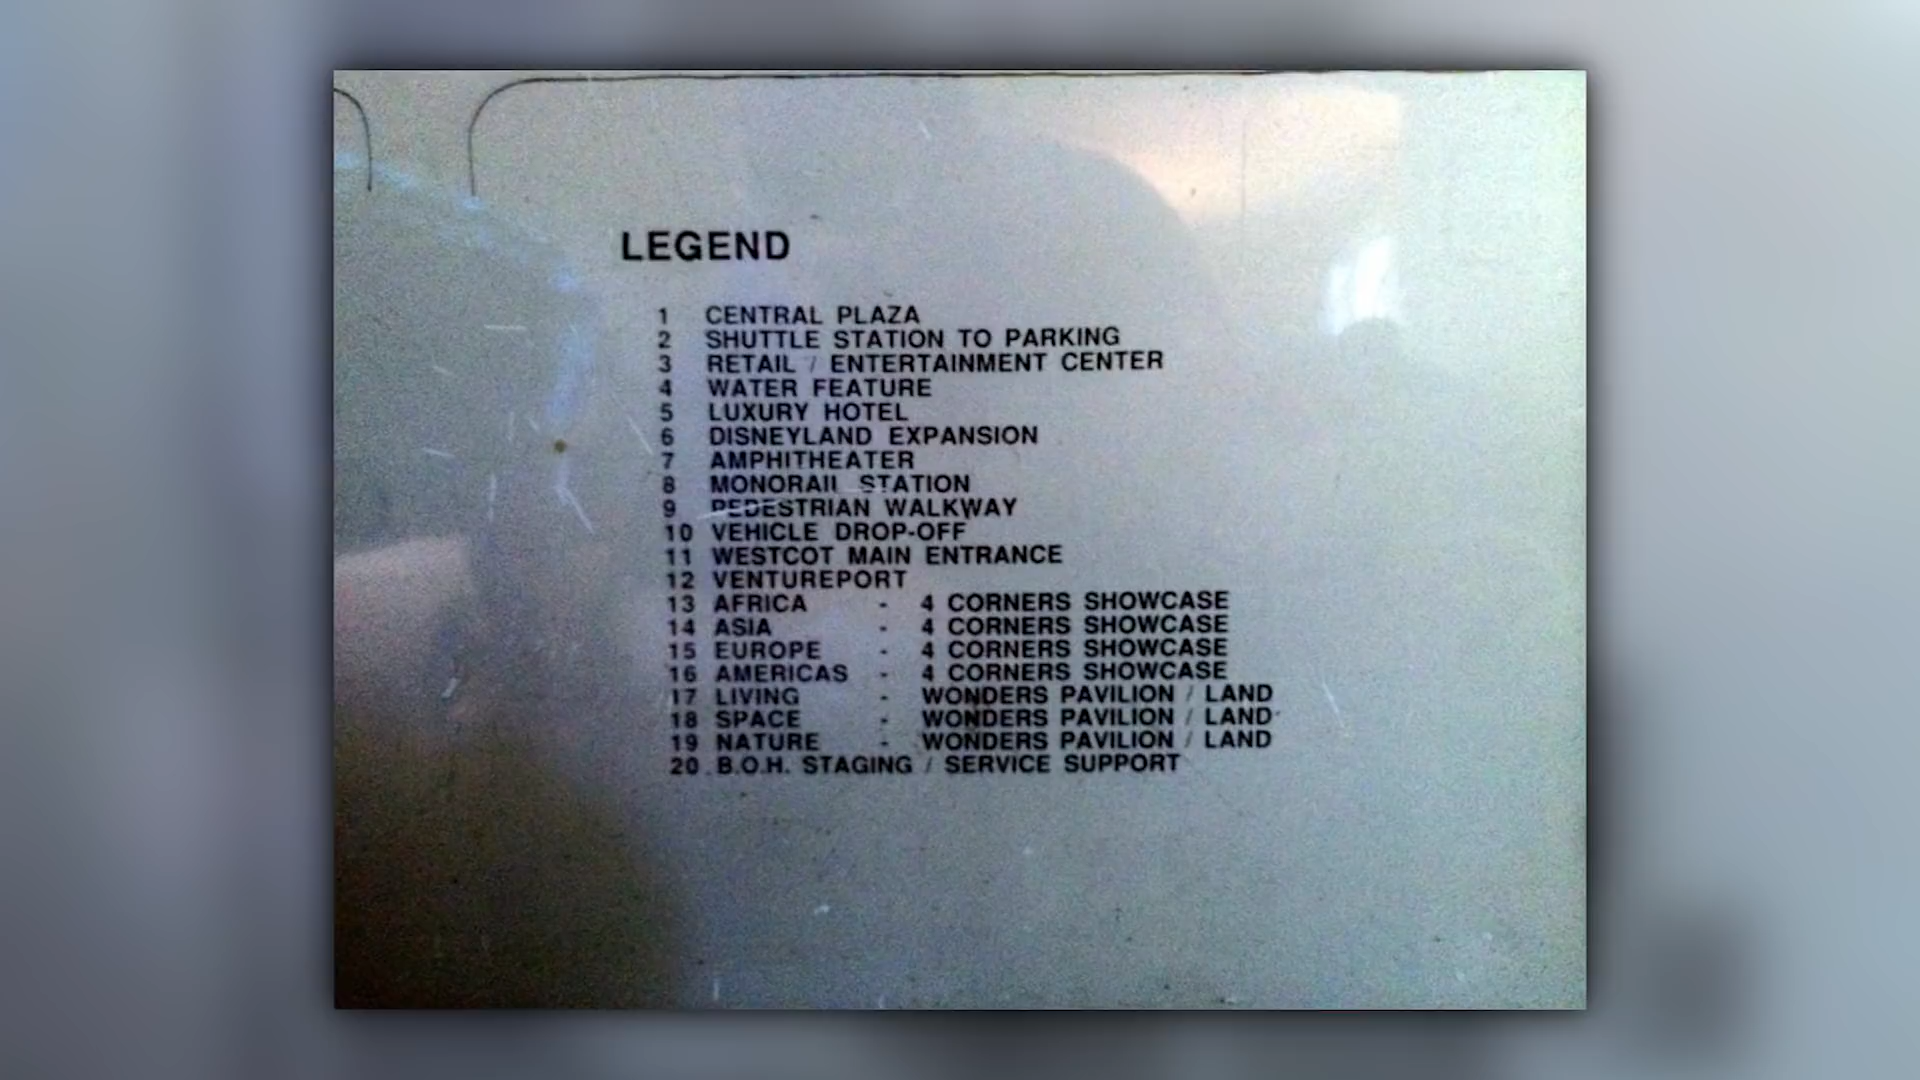 LEGEND
1 CENTRAL PLAZA
2 SHUTTLE STATION TO PARKING
3 RETAIL / ENTERTAINMENT CENTER
4 WATER FEATURE
5 LUXURY HOTEL
6 DISNEYLAND EXPANSION
7 AMPHITHEATER
8 MONORAIL STATION
9 PEDESTRIAN WALKWAY
10 VEHICLE DROP-OFF
11 WESTCOT MAIN ENTRANCE
12 VENTUREPORT
13 AFRICA - 4 CORNERS SHOWCASE
14 ASIA - 4 CORNERS SHOWCASE
15 EUROPE - 4 CORNERS SHOWCASE
16 AMERICAS - 4 CORNERS SHOWCASE
17 LIVING - WONDERS PAVILION / LAND
18 SPACE - WONDERS PAVILION / LAND
19 NATURE - WONDERS PAVILION / LAND
20 B.O.H. STAGING / SERVICE SUPPORT